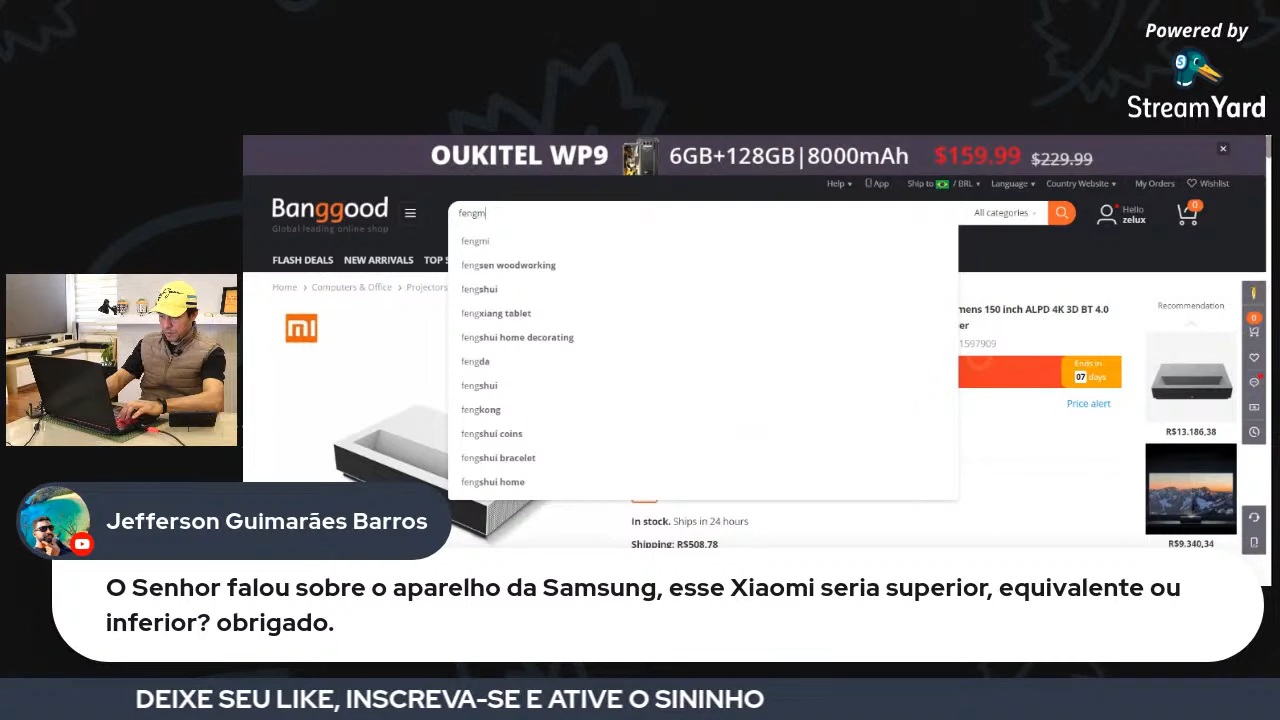 Powered by
StreamYard
OUKITEL WP9 6GB+128GB|8000mAh $159.99 $229.99
Help App Ship to / BRL Language Country Website My Orders Wishlist
Banggood
Global leading online shop
fengm
All categories
Hello
zelux
0
FLASH DEALS NEW ARRIVALS TOP S
Home > Computers & Office > Projectors
fengmi
fengsen woodworking
fengshui
fengxiang tablet
fengshui home decorating
fengda
fengshui
fengkong
fengshui coins
fengshui bracelet
fengshui home
mi
mens 150 inch ALPD 4K 3D BT 4.0
er
1597909
Ends in
07 days
Price alert
Recommendation
0
R$13.186,38
R$9.340,34
In stock. Ships in 24 hours
Shipping: R$508.78
Jefferson Guimarães Barros
O Senhor falou sobre o aparelho da Samsung, esse Xiaomi seria superior, equivalente ou
inferior? obrigado.
DEIXE SEU LIKE, INSCREVA-SE E ATIVE O SININHO